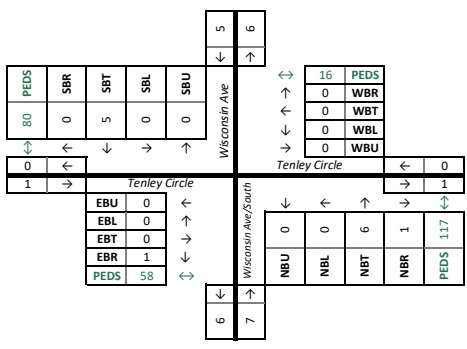 5 6
↓ ↑
Wisconsin Ave
PEDS SBR SBT SBL SBU
80 0 5 0 0
↕ ← ↓ → ↑
↔ 16 PEDS
↑ 0 WBR
← 0 WBT
↓ 0 WBL
→ 0 WBU
0 ←
1 →
Tenley Circle
← 0
→ 1
Tenley Circle
EBU 0 ←
EBL 0 ↑
EBT 0 →
EBR 1 ↓
PEDS 58 ↔
Wisconsin Ave/South
↓ ← ↑ → ↕
0 0 6 1 117
NBU NBL NBT NBR PEDS
↓ ↑
6 7